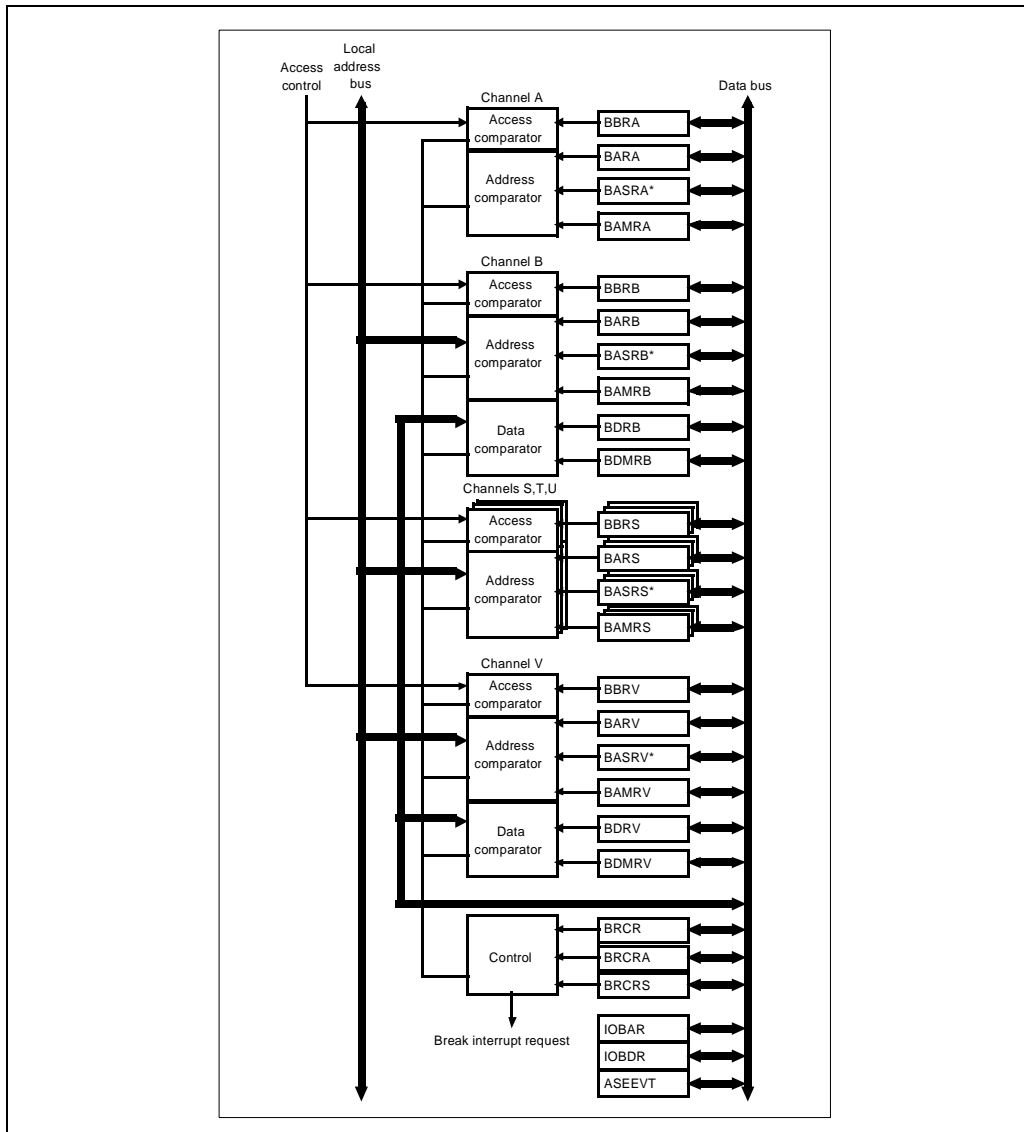 Local
address
bus
Access
control
Data bus
Channel A
Access
comparator
BBRA
BARA
Address
comparator
BASRA*
BAMRA
Channel B
Access
comparator
BBRB
BARB
Address
comparator
BASRB*
BAMRB
Data
comparator
BDRB
BDMRB
Channels S,T,U
Access
comparator
BBRS
BARS
Address
comparator
BASRS*
BAMRS
Channel V
Access
comparator
BBRV
BARV
Address
comparator
BASRV*
BAMRV
Data
comparator
BDRV
BDMRV
Control
BRCR
BRCRA
BRCRS
Break interrupt request
IOBAR
IOBDR
ASEEVT